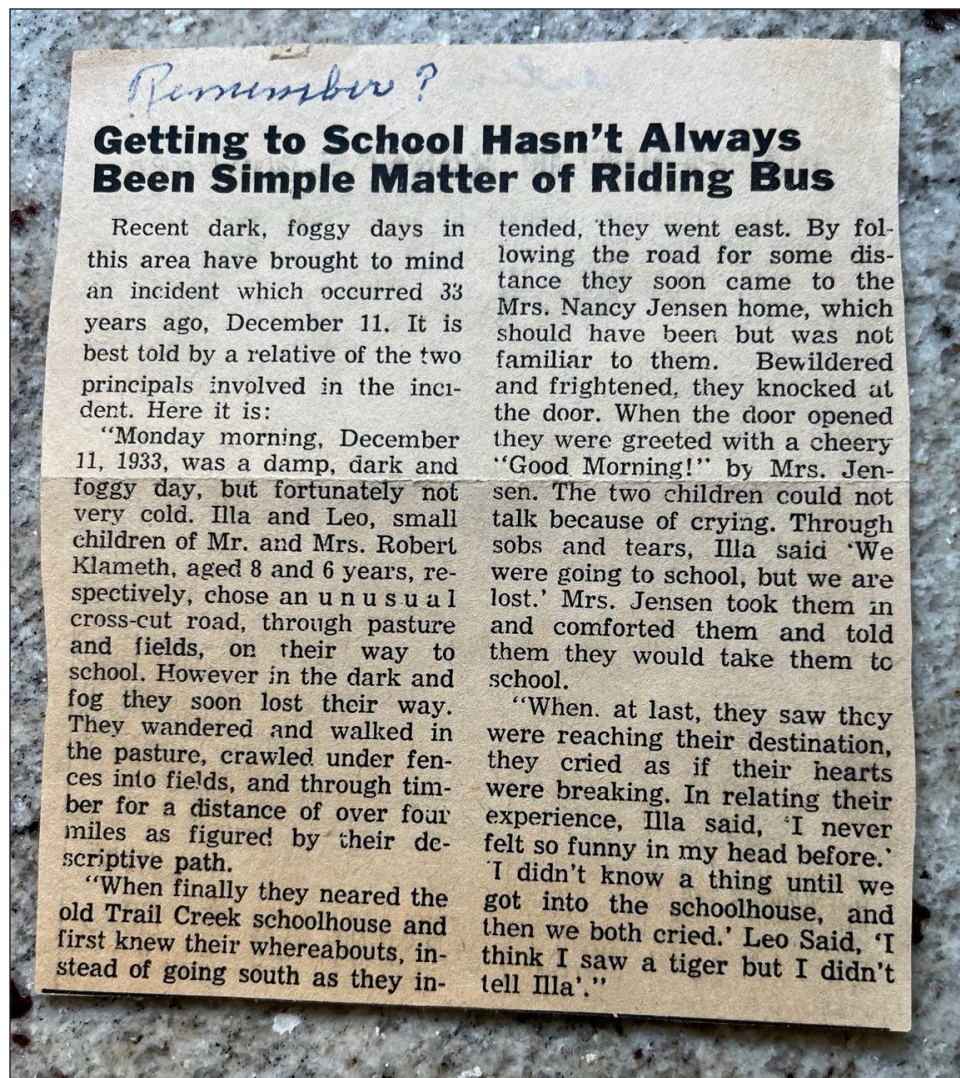 Remember?
Getting to School Hasn't Always
Been Simple Matter of Riding Bus
Recent dark, foggy days in
this area have brought to mind
an incident which occurred 33
years ago, December 11. It is
best told by a relative of the two
principals involved in the inci-
dent. Here it is:
"Monday morning, December
11, 1933, was a damp, dark and
foggy day, but fortunately not
very cold. Illa and Leo, small
children of Mr. and Mrs. Robert
Klameth, aged 8 and 6 years, re-
spectively, chose an unusual
cross-cut road, through pasture
and fields, on their way to
school. However in the dark and
fog they soon lost their way.
They wandered and walked in
the pasture, crawled under fen-
ces into fields, and through tim-
ber for a distance of over four
miles as figured by their de-
scriptive path.
"When finally they neared the
old Trail Creek schoolhouse and
first knew their whereabouts, in-
stead of going south as they in-
tended, they went east. By fol-
lowing the road for some dis-
tance they soon came to the
Mrs. Nancy Jensen home, which
should have been but was not
familiar to them. Bewildered
and frightened, they knocked at
the door. When the door opened
they were greeted with a cheery
"Good Morning!" by Mrs. Jen-
sen. The two children could not
talk because of crying. Through
sobs and tears, Illa said 'We
were going to school, but we are
lost.' Mrs. Jensen took them in
and comforted them and told
them they would take them to
school.
"When. at last, they saw they
were reaching their destination,
they cried as if their hearts
were breaking. In relating their
experience, Illa said, 'I never
felt so funny in my head before.'
'I didn't know a thing until we
got into the schoolhouse, and
then we both cried.' Leo Said, 'I
think I saw a tiger but I didn't
tell Illa'."